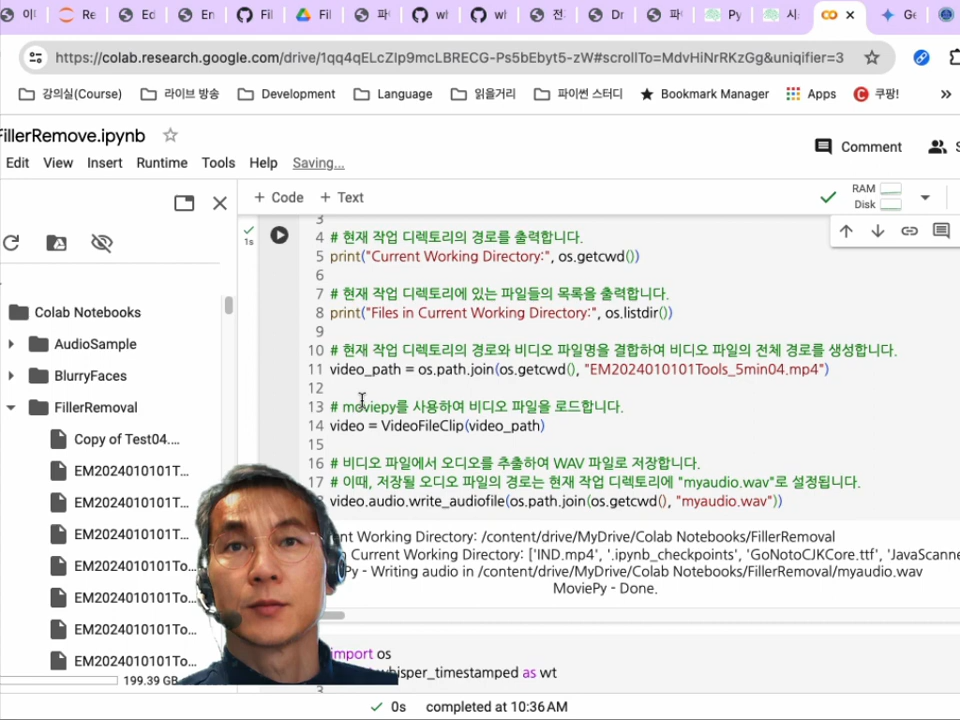 Re
Ed
En
Fil
Fil
파
wh
wh
전
Dr
파
Py
시
Ge
https://colab.research.google.com/drive/1qq4qELcZIp9mcLBRECG-Ps5bEbyt5-zW#scrollTo=MdvHiNrRKzGg&uniqifier=3
강의실(Course) 라이브 방송 Development Language 읽을거리 파이썬 스터디 Bookmark Manager Apps 쿠팡! »
FillerRemove.ipynb
Comment
Edit View Insert Runtime Tools Help Saving...
+ Code + Text
RAM
Disk
1s
3
4 # 현재 작업 디렉토리의 경로를 출력합니다.
5 print("Current Working Directory:", os.getcwd())
6
7 # 현재 작업 디렉토리에 있는 파일들의 목록을 출력합니다.
8 print("Files in Current Working Directory:", os.listdir())
9
10 # 현재 작업 디렉토리의 경로와 비디오 파일명을 결합하여 비디오 파일의 전체 경로를 생성합니다.
11 video_path = os.path.join(os.getcwd(), "EM2024010101Tools_5min04.mp4")
12
13 # moviepy를 사용하여 비디오 파일을 로드합니다.
14 video = VideoFileClip(video_path)
15
16 # 비디오 파일에서 오디오를 추출하여 WAV 파일로 저장합니다.
17 # 이때, 저장될 오디오 파일의 경로는 현재 작업 디렉토리에 "myaudio.wav"로 설정됩니다.
video.audio.write_audiofile(os.path.join(os.getcwd(), "myaudio.wav"))
Colab Notebooks
AudioSample
BlurryFaces
FillerRemoval
Copy of Test04....
EM2024010101T...
EM2024010101T...
EM2024010101T...
EM2024010101To...
EM2024010101To...
EM2024010101To...
EM2024010101To...
199.39 GB
nt Working Directory: /content/drive/MyDrive/Colab Notebooks/FillerRemoval
Current Working Directory: ['IND.mp4', '.ipynb_checkpoints', 'GoNotoCJKCore.ttf', 'JavaScanne
Py - Writing audio in /content/drive/MyDrive/Colab Notebooks/FillerRemoval/myaudio.wav
MoviePy - Done.
import os
whisper_timestamped as wt
0s completed at 10:36 AM